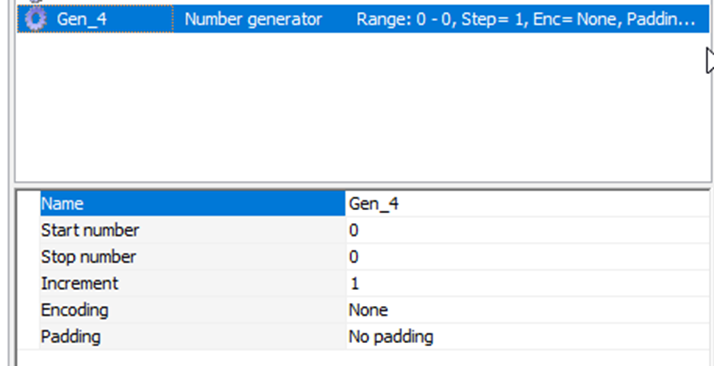 Gen_4 Number generator Range: 0 - 0, Step= 1, Enc= None, Paddin...
Name Gen_4
Start number 0
Stop number 0
Increment 1
Encoding None
Padding No padding